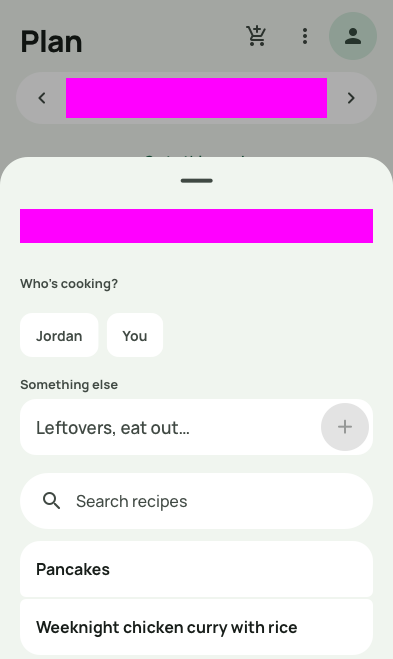 Plan
Who's cooking?
Jordan
You
Something else
Leftovers, eat out…
Search recipes
Pancakes
Weeknight chicken curry with rice